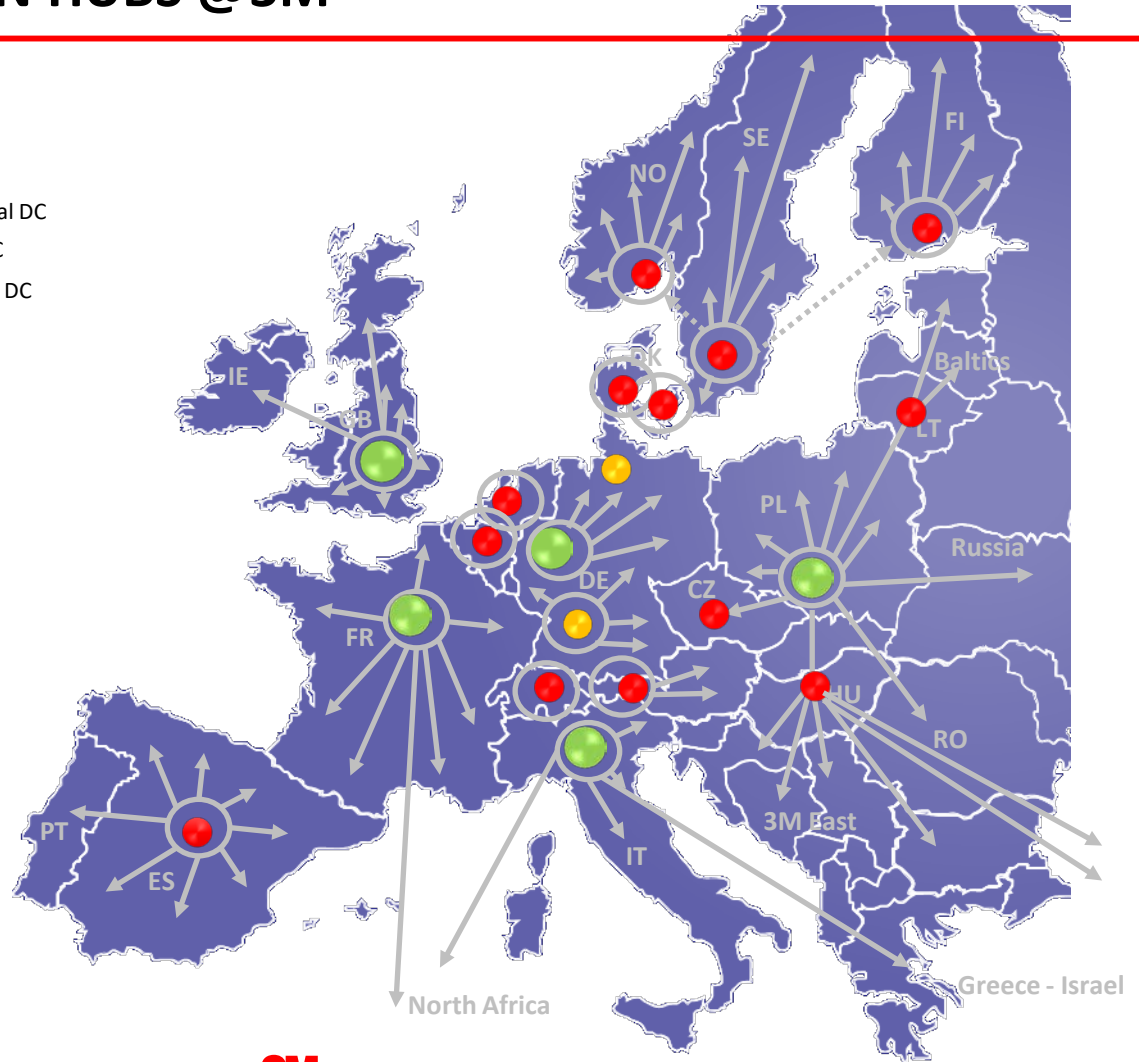 HUBS @3M
al DC
DC
SE
FI
NO
DK
IE
GB
Baltics
LT
PL
Russia
DE
CZ
FR
HU
RO
3M East
PT
IT
ES
Greece - Israel
North Africa